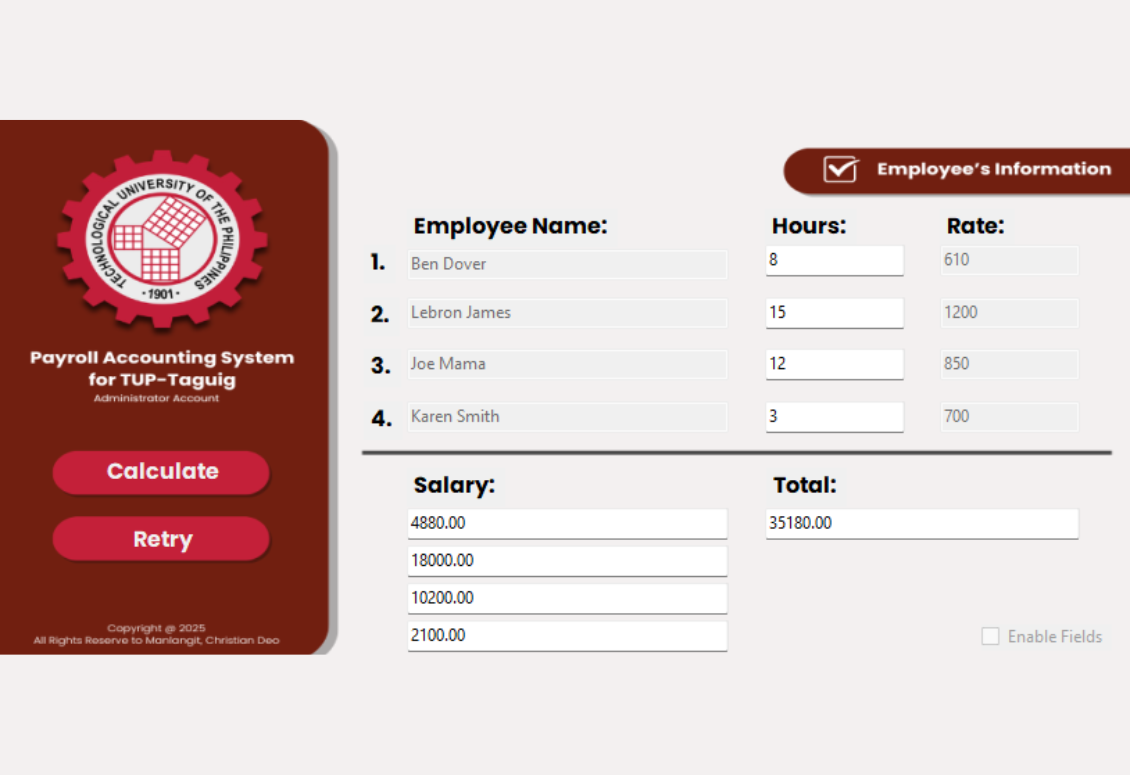 TECHNOLOGICAL UNIVERSITY OF THE PHILIPPINES
· 1901 ·
Payroll Accounting System
for TUP-Taguig
Administrator Account
Calculate
Retry
Copyright @ 2025
All Rights Reserve to Manlangit, Christian Deo
Employee's Information
Employee Name: Hours: Rate:
1. Ben Dover 8 610
2. Lebron James 15 1200
3. Joe Mama 12 850
4. Karen Smith 3 700
Salary: Total:
4880.00 35180.00
18000.00
10200.00
2100.00
Enable Fields